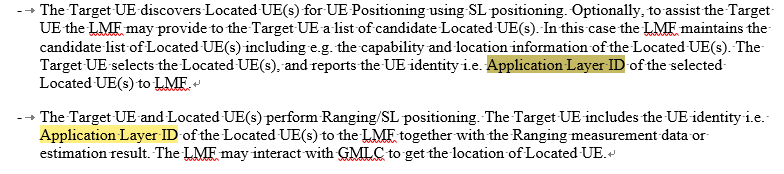 - The Target UE discovers Located UE(s) for UE Positioning using SL positioning. Optionally, to assist the Target
UE the LMF may provide to the Target UE a list of candidate Located UE(s). In this case the LMF maintains the
candidate list of Located UE(s) including e.g. the capability and location information of the Located UE(s). The
Target UE selects the Located UE(s), and reports the UE identity i.e. Application Layer ID of the selected
Located UE(s) to LMF.
- The Target UE and Located UE(s) perform Ranging/SL positioning. The Target UE includes the UE identity i.e.
Application Layer ID of the Located UE(s) to the LMF together with the Ranging measurement data or
estimation result. The LMF may interact with GMLC to get the location of Located UE.